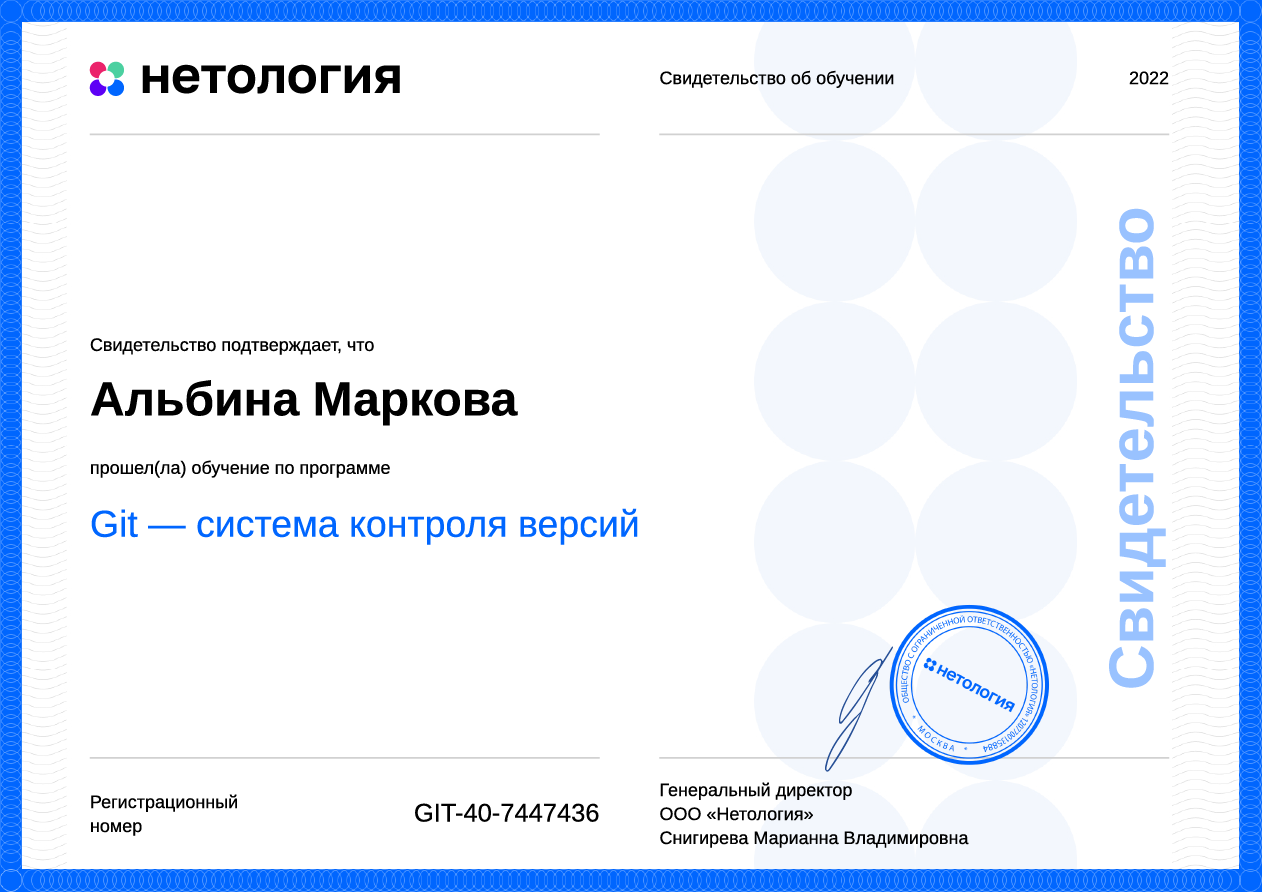 нетология
Свидетельство об обучении
2022
Свидетельство подтверждает, что
Альбина Маркова
прошел(ла) обучение по программе
Git — система контроля версий
Свидетельство
ОБЩЕСТВО С ОГРАНИЧЕННОЙ ОТВЕТСТВЕННОСТЬЮ «НЕТОЛОГИЯ» 1207700135884
* МОСКВА *
нетология
Регистрационный
номер
GIT-40-7447436
Генеральный директор
ООО «Нетология»
Снигирева Марианна Владимировна